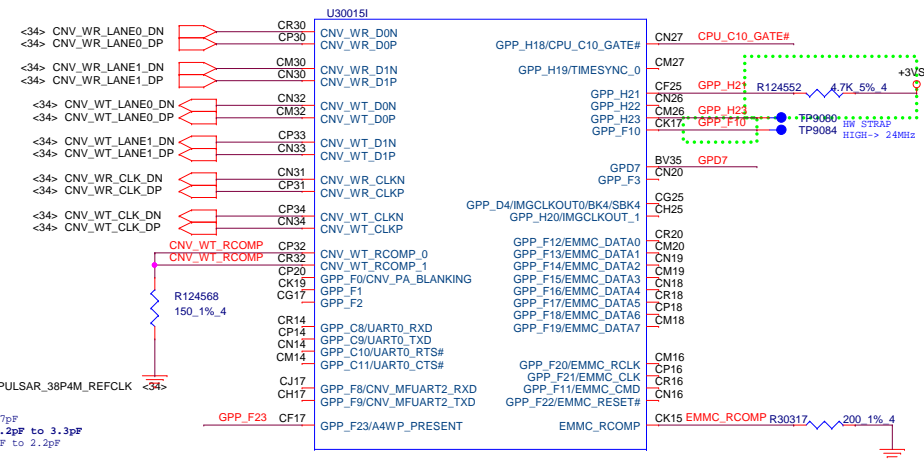 U30015I
<34> CNV_WR_LANE0_DN CR30 CNV_WR_D0N
<34> CNV_WR_LANE0_DP CP30 CNV_WR_D0P
<34> CNV_WR_LANE1_DN CM30 CNV_WR_D1N
<34> CNV_WR_LANE1_DP CN30 CNV_WR_D1P
<34> CNV_WT_LANE0_DN CN32 CNV_WT_D0N
<34> CNV_WT_LANE0_DP CM32 CNV_WT_D0P
<34> CNV_WT_LANE1_DN CP33 CNV_WT_D1N
<34> CNV_WT_LANE1_DP CN33 CNV_WT_D1P
<34> CNV_WR_CLK_DN CN31 CNV_WR_CLKN
<34> CNV_WR_CLK_DP CP31 CNV_WR_CLKP
<34> CNV_WT_CLK_DN CP34 CNV_WT_CLKN
<34> CNV_WT_CLK_DP CN34 CNV_WT_CLKP
CNV_WT_RCOMP CP32 CNV_WT_RCOMP_0
CNV_WT_RCOMP CR32 CNV_WT_RCOMP_1
CP20 GPP_F0/CNV_PA_BLANKING
CK19 GPP_F1
CG17 GPP_F2
R124568
150_1%_4
CR14 GPP_C8/UART0_RXD
CP14 GPP_C9/UART0_TXD
CN14 GPP_C10/UART0_RTS#
CM14 GPP_C11/UART0_CTS#
PULSAR_38P4M_REFCLK <34>
CJ17 GPP_F8/CNV_MFUART2_RXD
CH17 GPP_F9/CNV_MFUART2_TXD
GPP_F23 CF17 GPP_F23/A4WP_PRESENT
7pF
.2pF to 3.3pF
F to 2.2pF
GPP_H18/CPU_C10_GATE# CN27 CPU_C10_GATE#
GPP_H19/TIMESYNC_0 CM27
+3VS
GPP_H21 CF25 GPP_H21 R124552 4.7K_5%_4
GPP_H22 CN26
GPP_H23 CM26 GPP_H23 TP9080
GPP_F10 CK17 GPP_F10 TP9084
HW STRAP
HIGH-> 24MHz
GPD7 BV35 GPD7
GPP_F3 CN20
GPP_D4/IMGCLKOUT0/BK4/SBK4 CG25
GPP_H20/IMGCLKOUT_1 CH25
GPP_F12/EMMC_DATA0 CR20
GPP_F13/EMMC_DATA1 CM20
GPP_F14/EMMC_DATA2 CN19
GPP_F15/EMMC_DATA3 CM19
GPP_F16/EMMC_DATA4 CN18
GPP_F17/EMMC_DATA5 CR18
GPP_F18/EMMC_DATA6 CP18
GPP_F19/EMMC_DATA7 CM18
GPP_F20/EMMC_RCLK CM16
GPP_F21/EMMC_CLK CP16
GPP_F11/EMMC_CMD CR16
GPP_F22/EMMC_RESET# CN16
EMMC_RCOMP CK15 EMMC_RCOMP R30317 200_1%_4